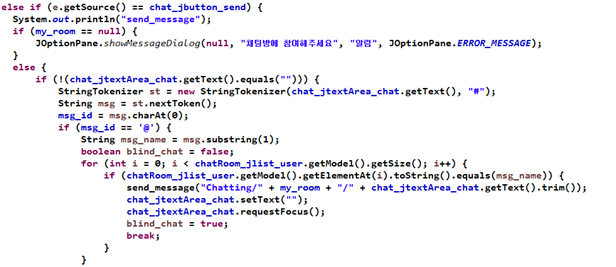 else if (e.getSource() == chat_jbutton_send) {
System.out.println("send_message");
if (my_room == null) {
JOptionPane.showMessageDialog(null, "채팅방에 참여해주세요", "알림", JOptionPane.ERROR_MESSAGE);
}
else {
if (!(chat_jtextArea_chat.getText().equals(""))) {
StringTokenizer st = new StringTokenizer(chat_jtextArea_chat.getText(), "#");
String msg = st.nextToken();
msg_id = msg.charAt(0);
if (msg_id == '@') {
String msg_name = msg.substring(1);
boolean blind_chat = false;
for (int i = 0; i < chatRoom_jlist_user.getModel().getSize(); i++) {
if (chatRoom_jlist_user.getModel().getElementAt(i).toString().equals(msg_name)) {
send_message("Chatting/" + my_room + "/" + chat_jtextArea_chat.getText().trim());
chat_jtextArea_chat.setText("");
chat_jtextArea_chat.requestFocus();
blind_chat = true;
break;
}
}